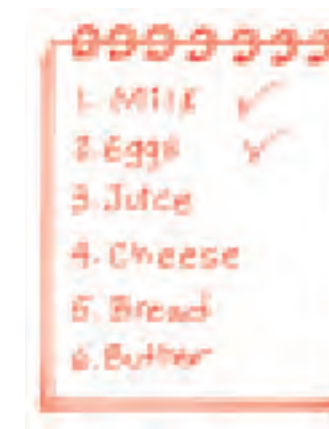 1. Milk ✓
2. Eggs ✓
3. Juice
4. Cheese
5. Bread
6. Butter